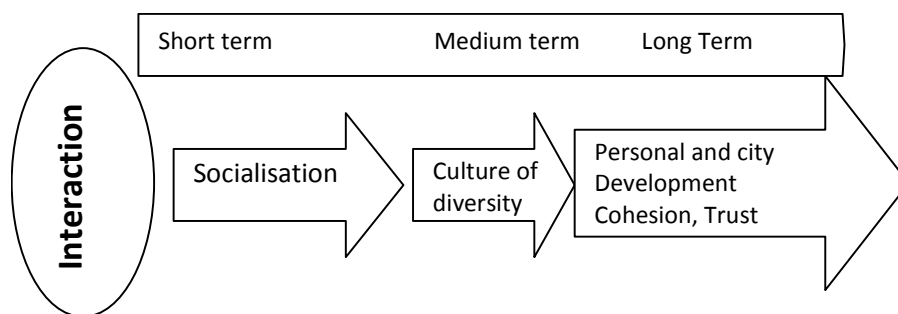 Short term Medium term Long Term
Interaction
Socialisation
Culture of
diversity
Personal and city
Development
Cohesion, Trust